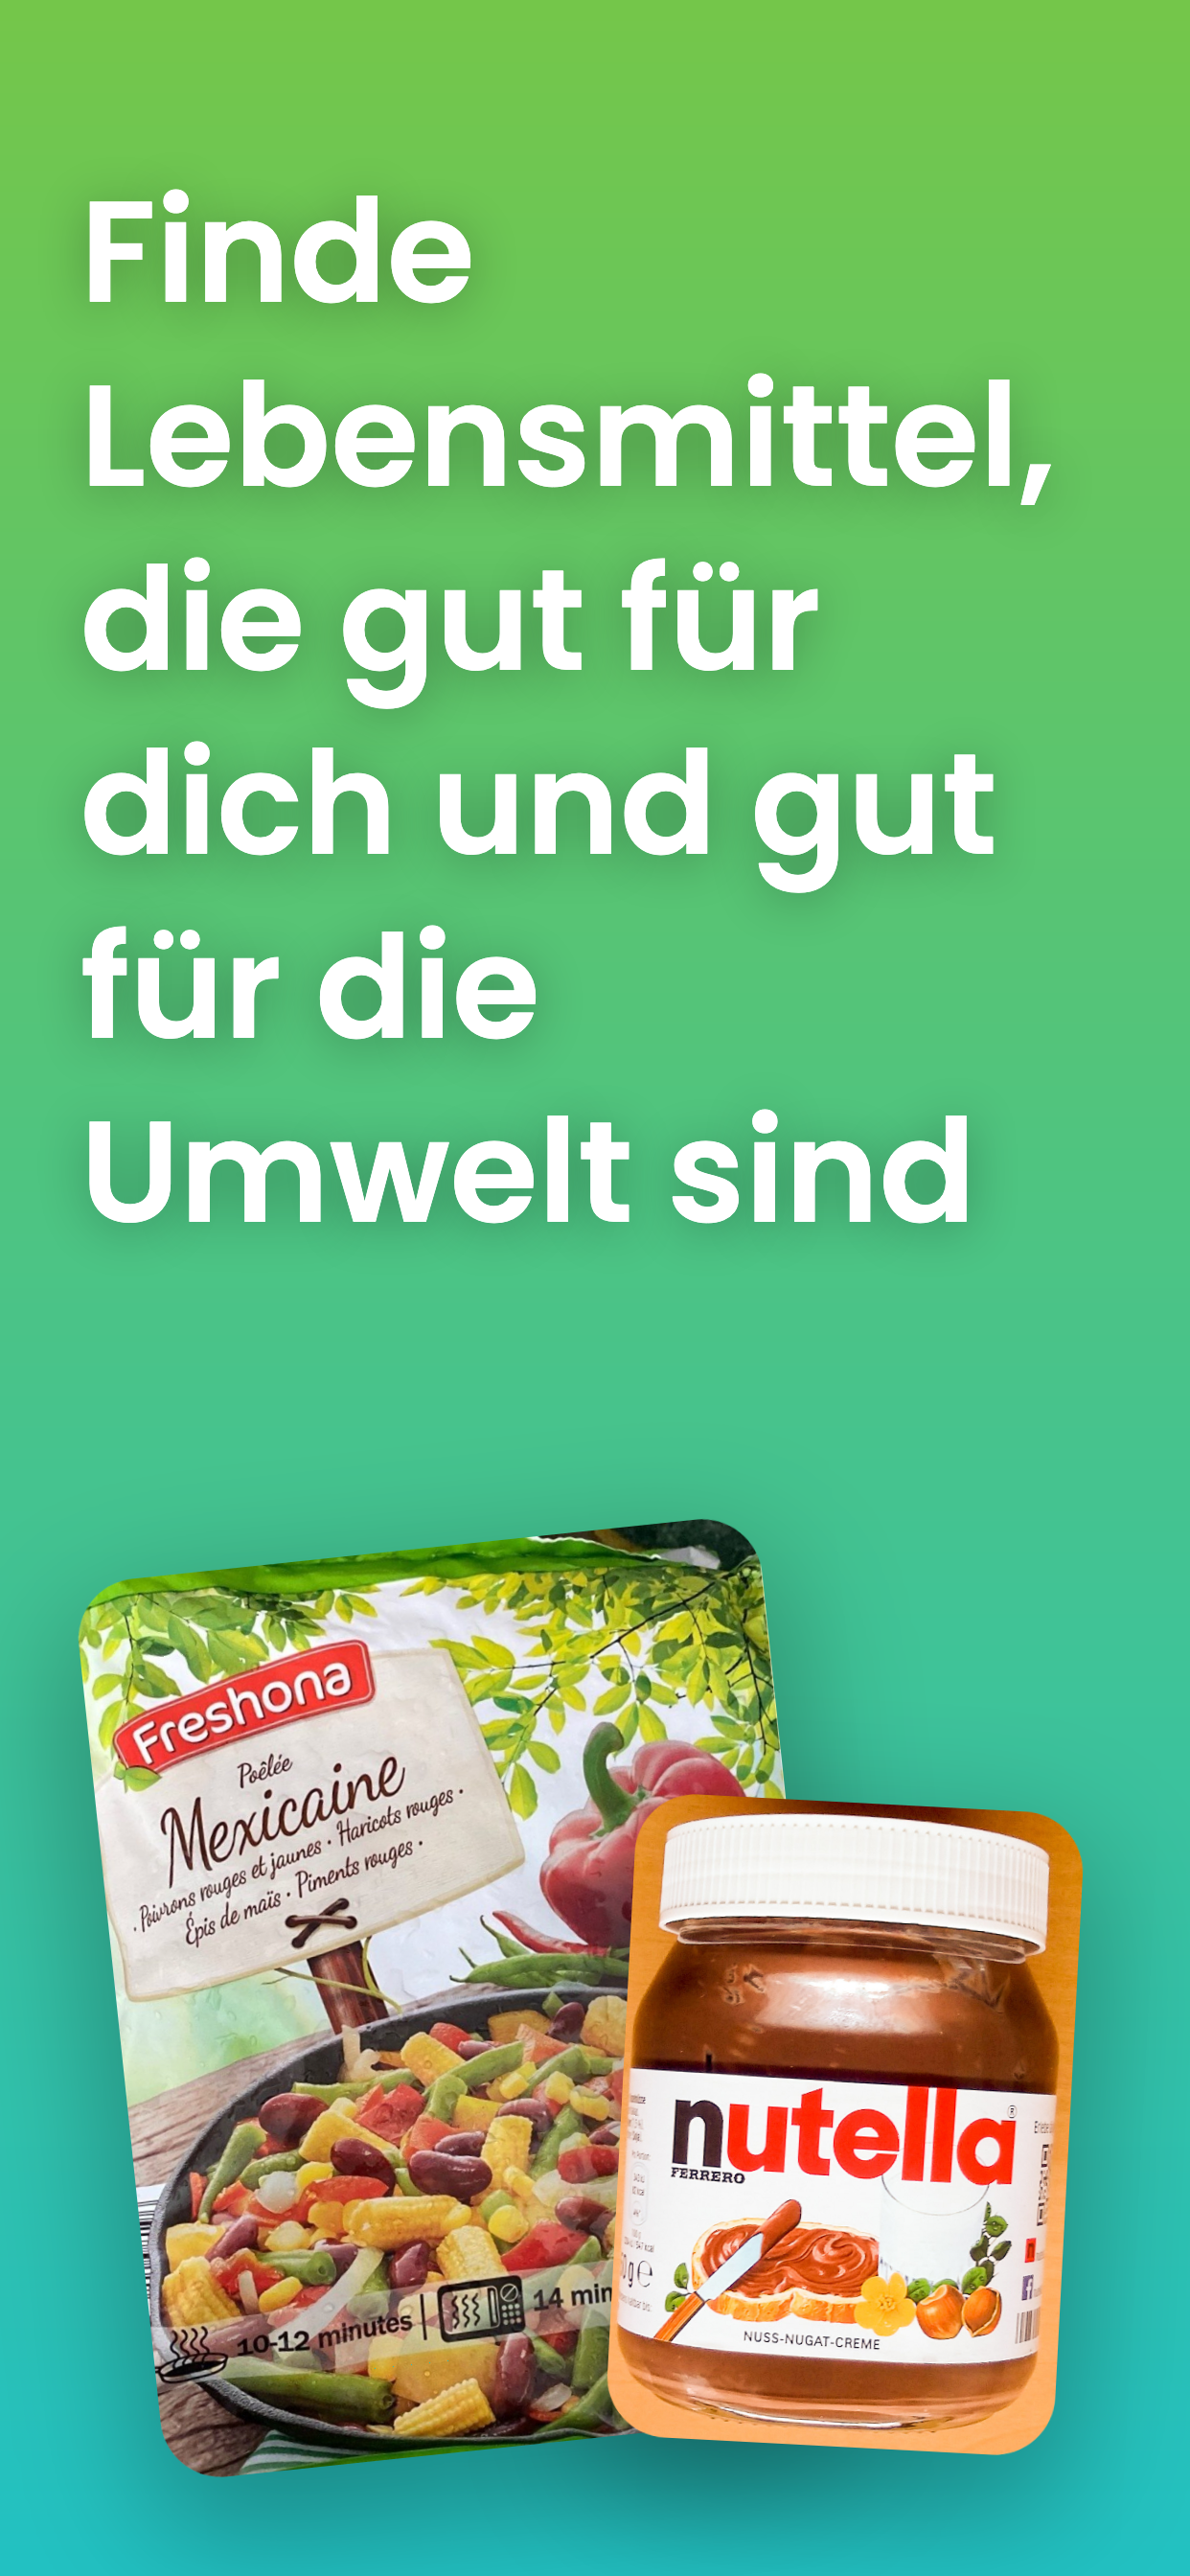 Finde
Lebensmittel,
die gut für
dich und gut
für die
Umwelt sind
Freshona
Poêlée
Mexicaine
· Poivrons rouges et jaunes · Haricots rouges ·
Épis de maïs · Piments rouges ·
10-12 minutes | 14 min
nutella®
FERRERO
NUSS-NUGAT-CREME